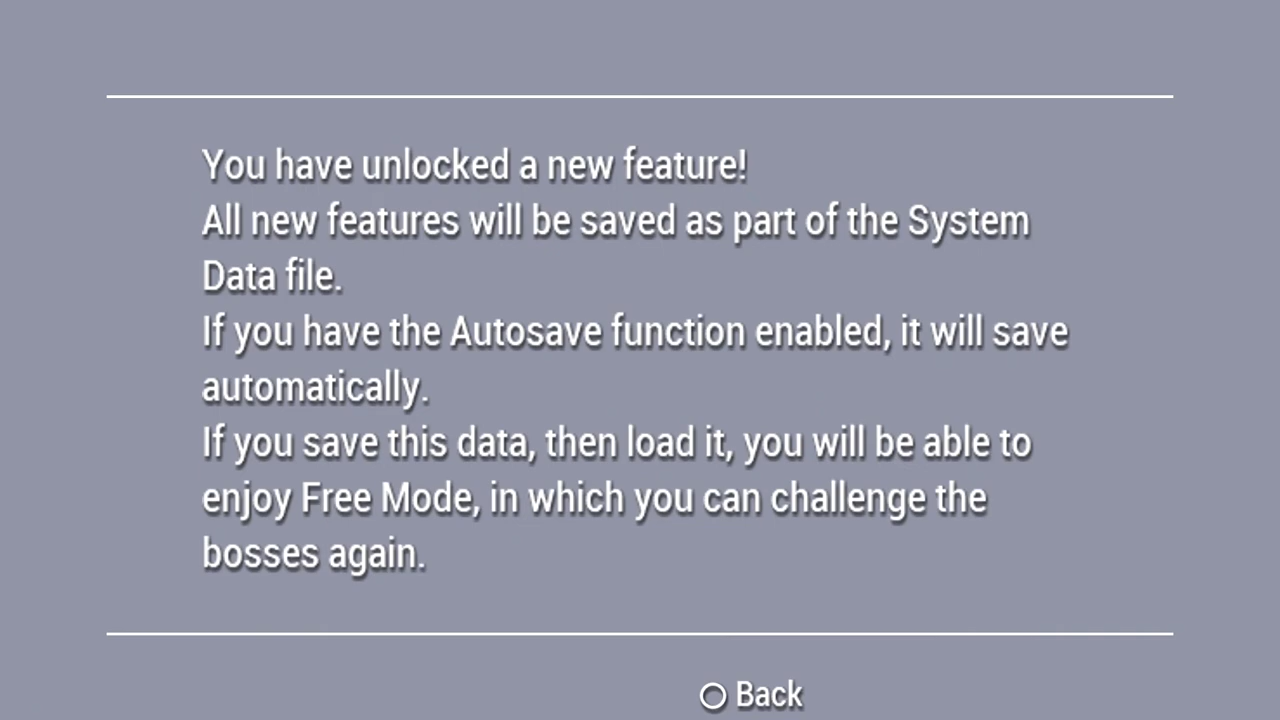 You have unlocked a new feature!
All new features will be saved as part of the System
Data file.
If you have the Autosave function enabled, it will save
automatically.
If you save this data, then load it, you will be able to
enjoy Free Mode, in which you can challenge the
bosses again.
Back